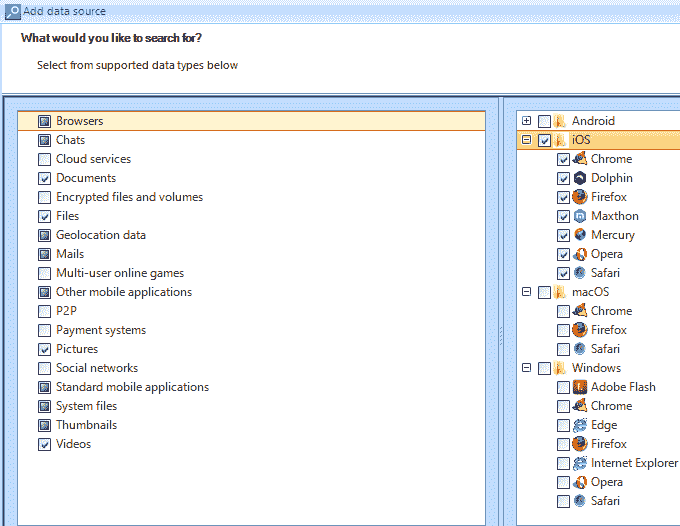 Add data source
What would you like to search for?
Select from supported data types below
Browsers
Chats
Cloud services
Documents
Encrypted files and volumes
Files
Geolocation data
Mails
Multi-user online games
Other mobile applications
P2P
Payment systems
Pictures
Social networks
Standard mobile applications
System files
Thumbnails
Videos
Android
iOS
Chrome
Dolphin
Firefox
Maxthon
Mercury
Opera
Safari
macOS
Chrome
Firefox
Safari
Windows
Adobe Flash
Chrome
Edge
Firefox
Internet Explorer
Opera
Safari